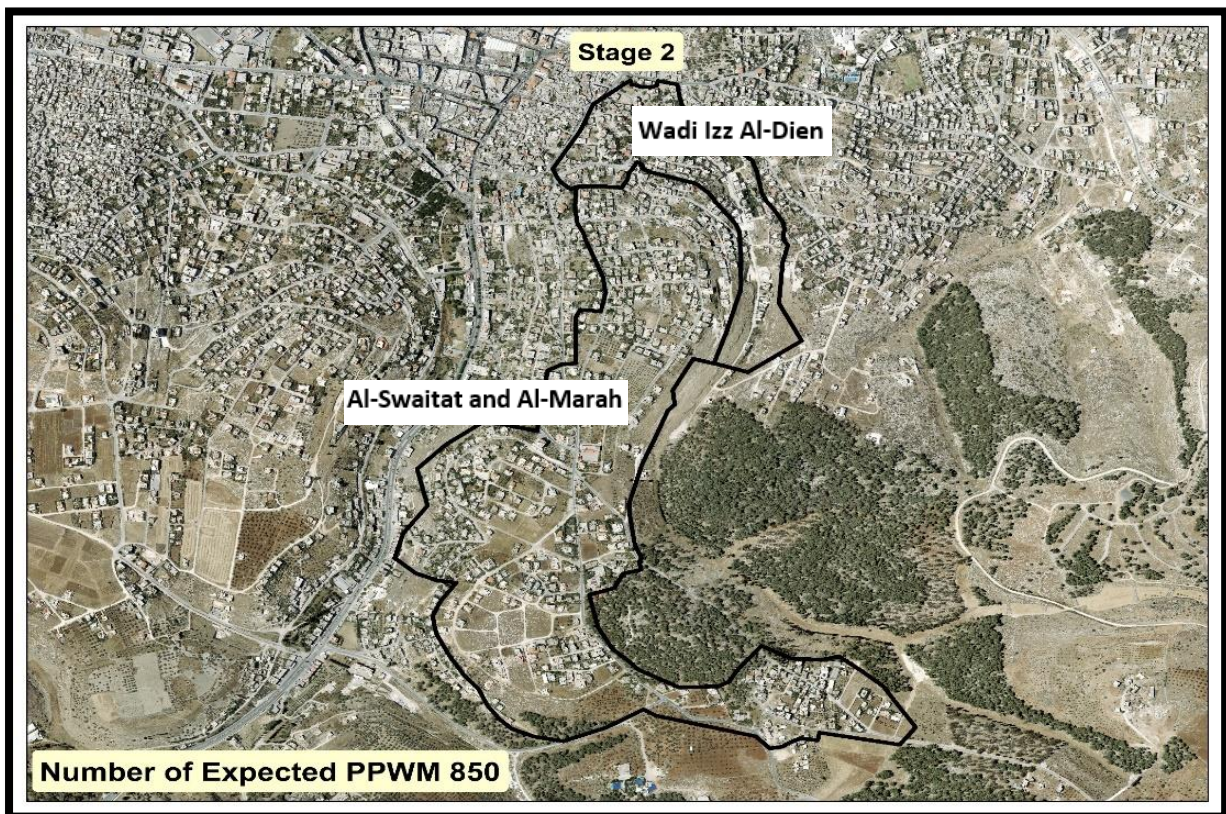 Stage 2
Wadi Izz Al-Dien
Al-Swaitat and Al-Marah
Number of Expected PPWM 850